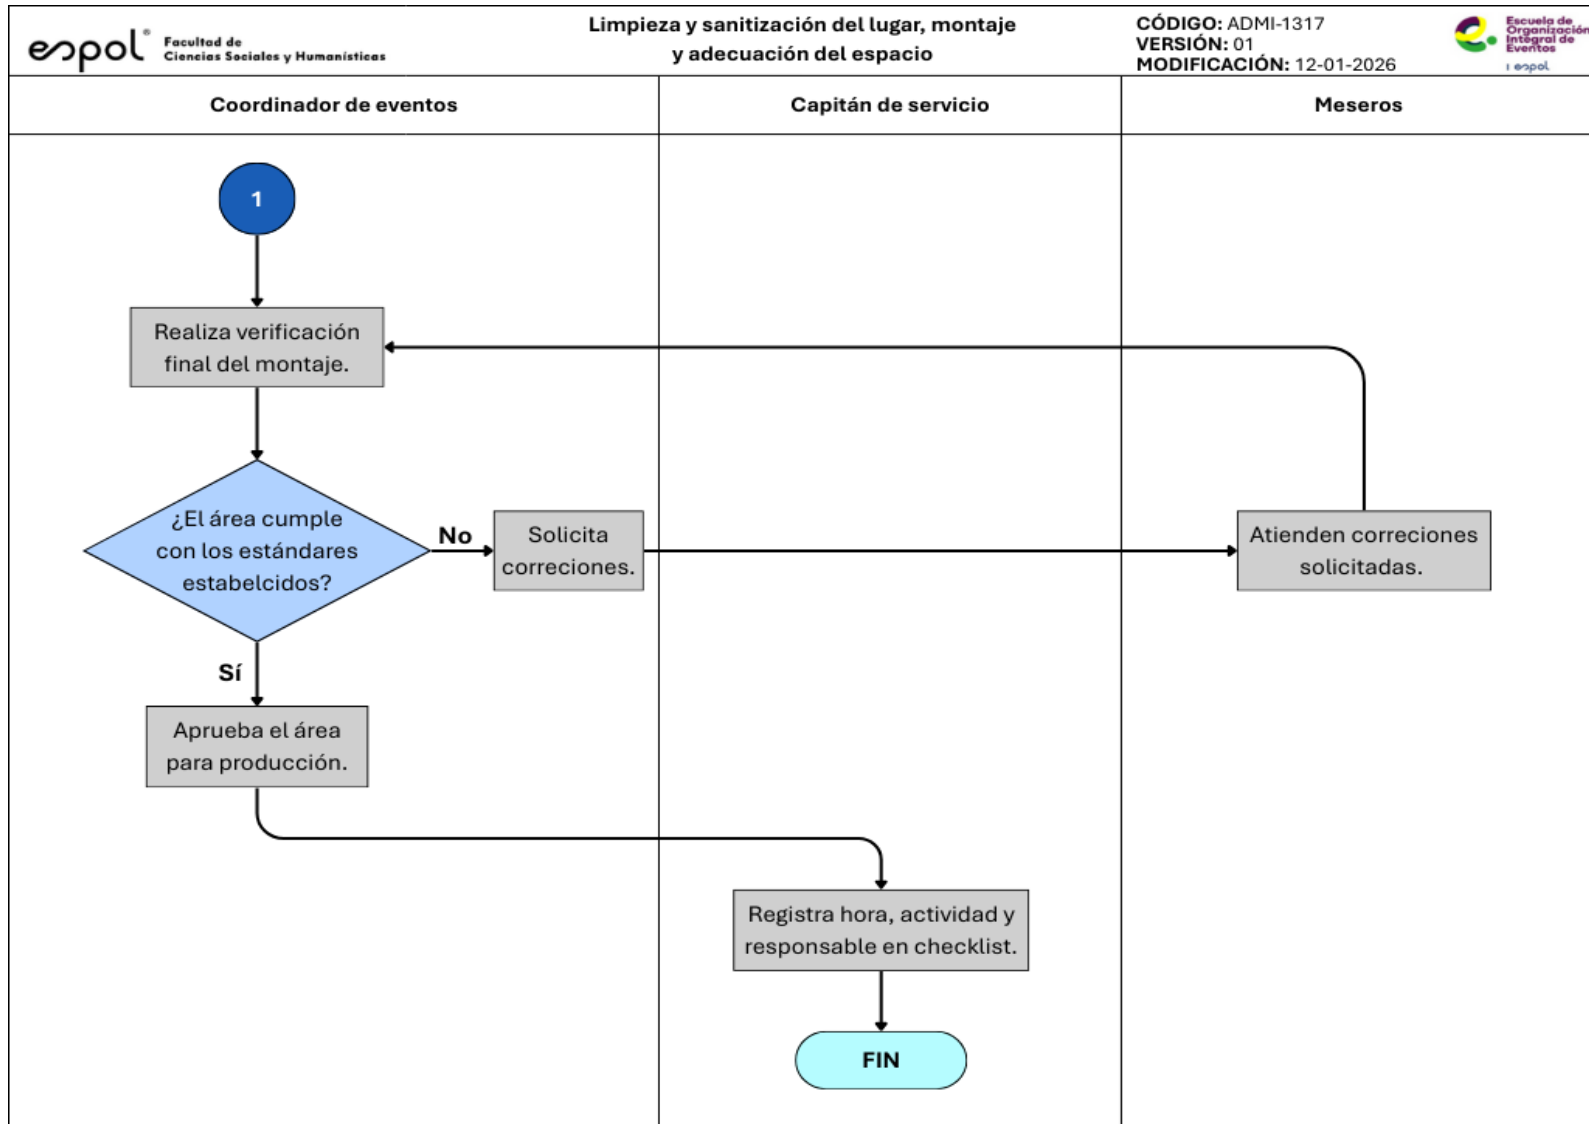 espol®
Facultad de
Ciencias Sociales y Humanísticas
Limpieza y sanitización del lugar, montaje
y adecuación del espacio
CÓDIGO: ADMI-1317
VERSIÓN: 01
MODIFICACIÓN: 12-01-2026
Escuela de
Organización
Integral de
Eventos
espol
Coordinador de eventos
Capitán de servicio
Meseros
1
Realiza verificación
final del montaje.
¿El área cumple
con los estándares
estabelcidos?
No
Solicita
correciones.
Atienden correciones
solicitadas.
Sí
Aprueba el área
para producción.
Registra hora, actividad y
responsable en checklist.
FIN